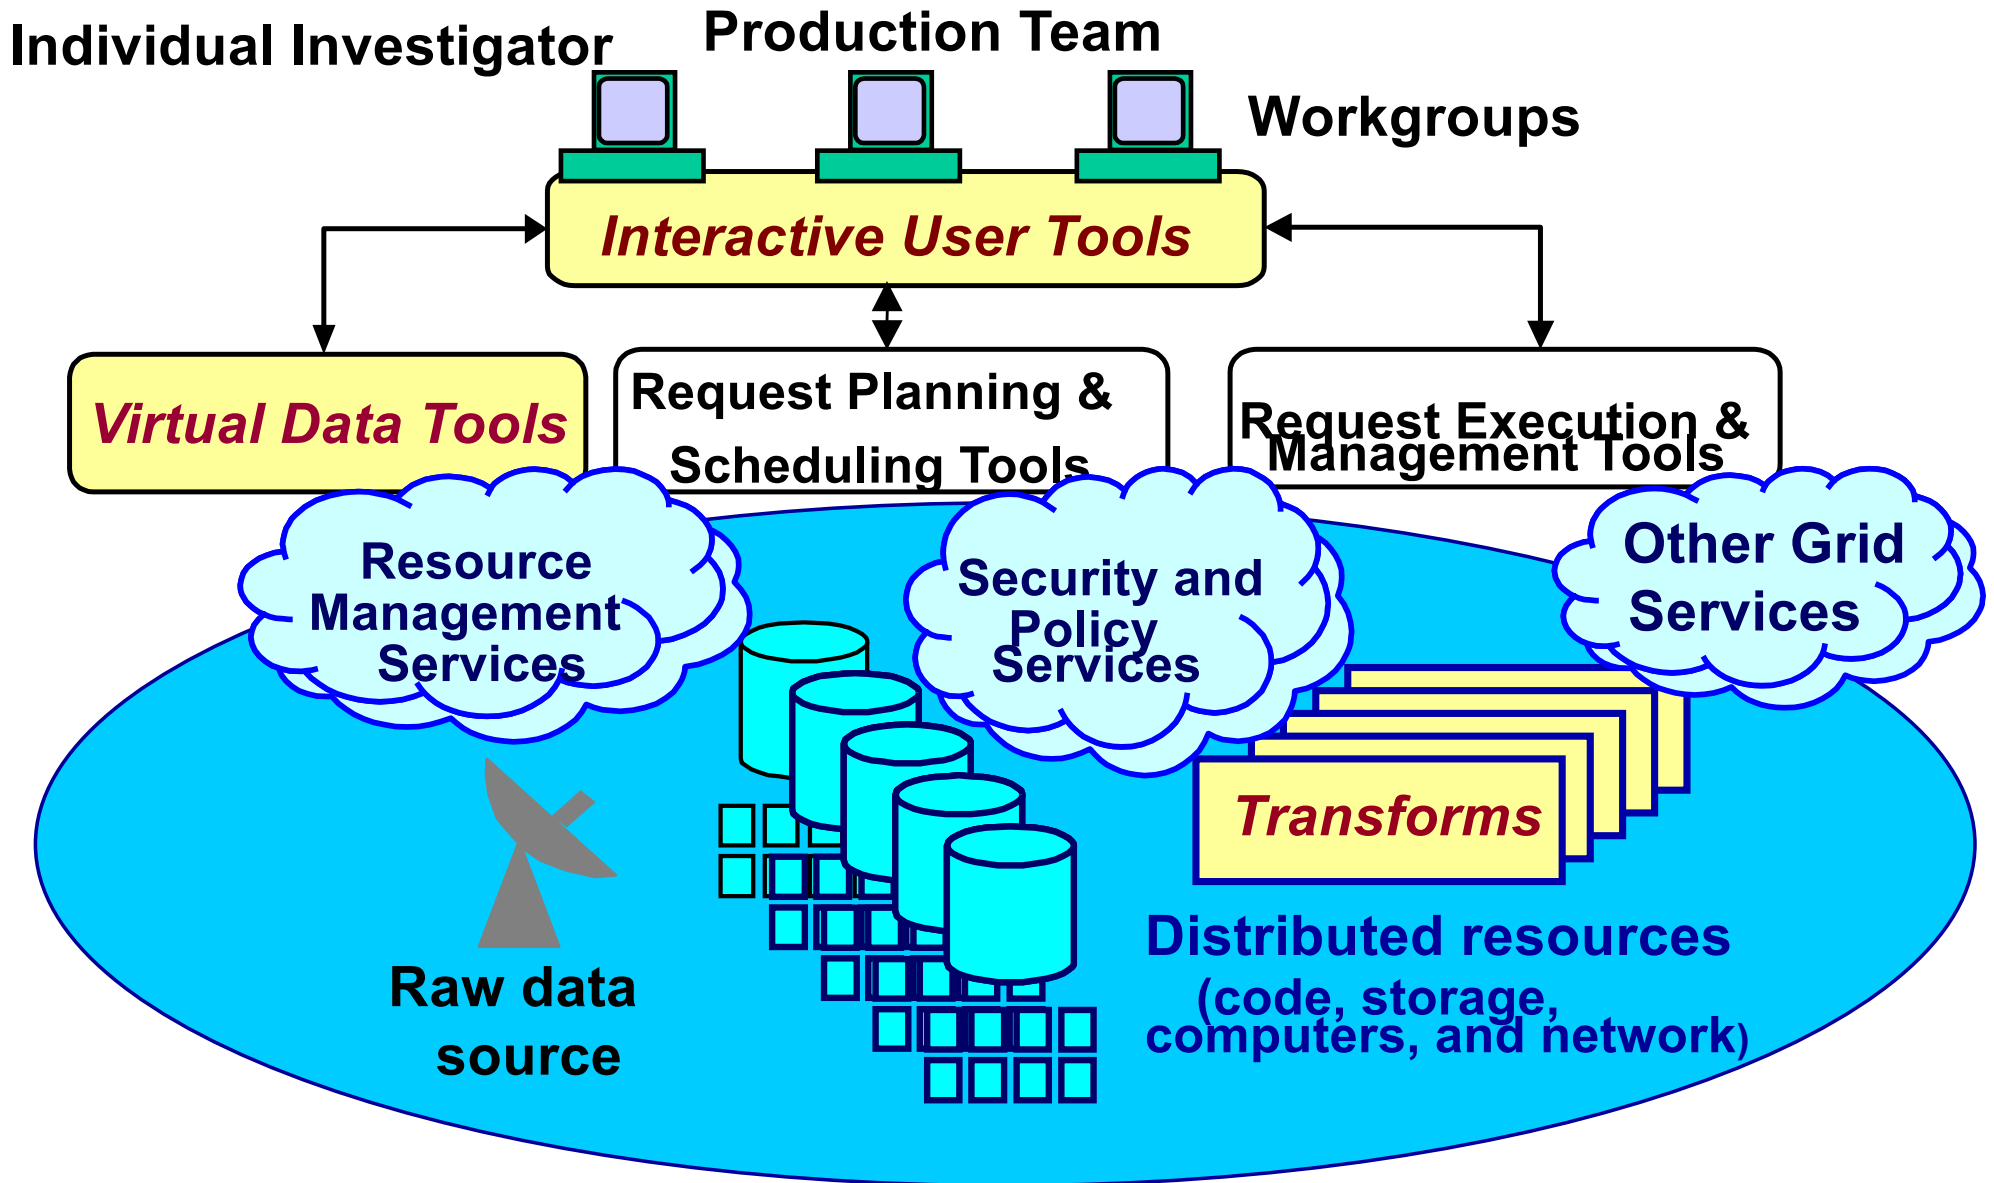 Individual Investigator
Production Team
Workgroups
Interactive User Tools
Virtual Data Tools
Request Planning &
Scheduling Tools
Request Execution &
Management Tools
Resource
Management
Services
Security and
Policy
Services
Other Grid
Services
Transforms
Raw data
source
Distributed resources
(code, storage,
computers, and network)